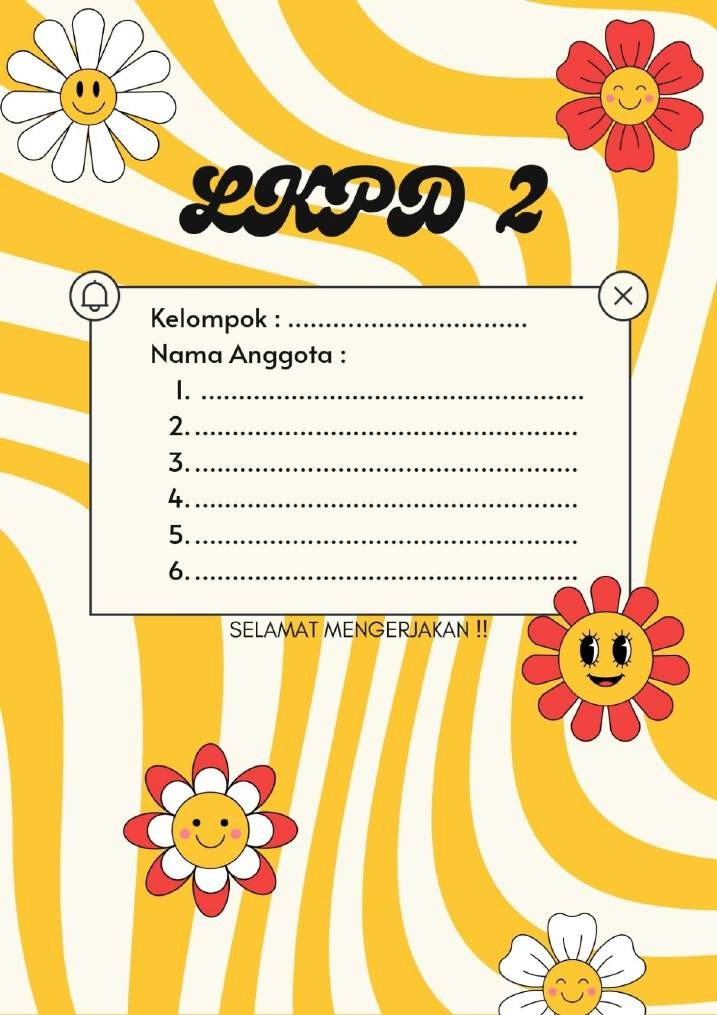 LKPD 2
Kelompok : ................................
Nama Anggota :
1. ...................................................
2. ...................................................
3. ...................................................
4. ...................................................
5. ...................................................
6. ...................................................
SELAMAT MENGERJAKAN !!